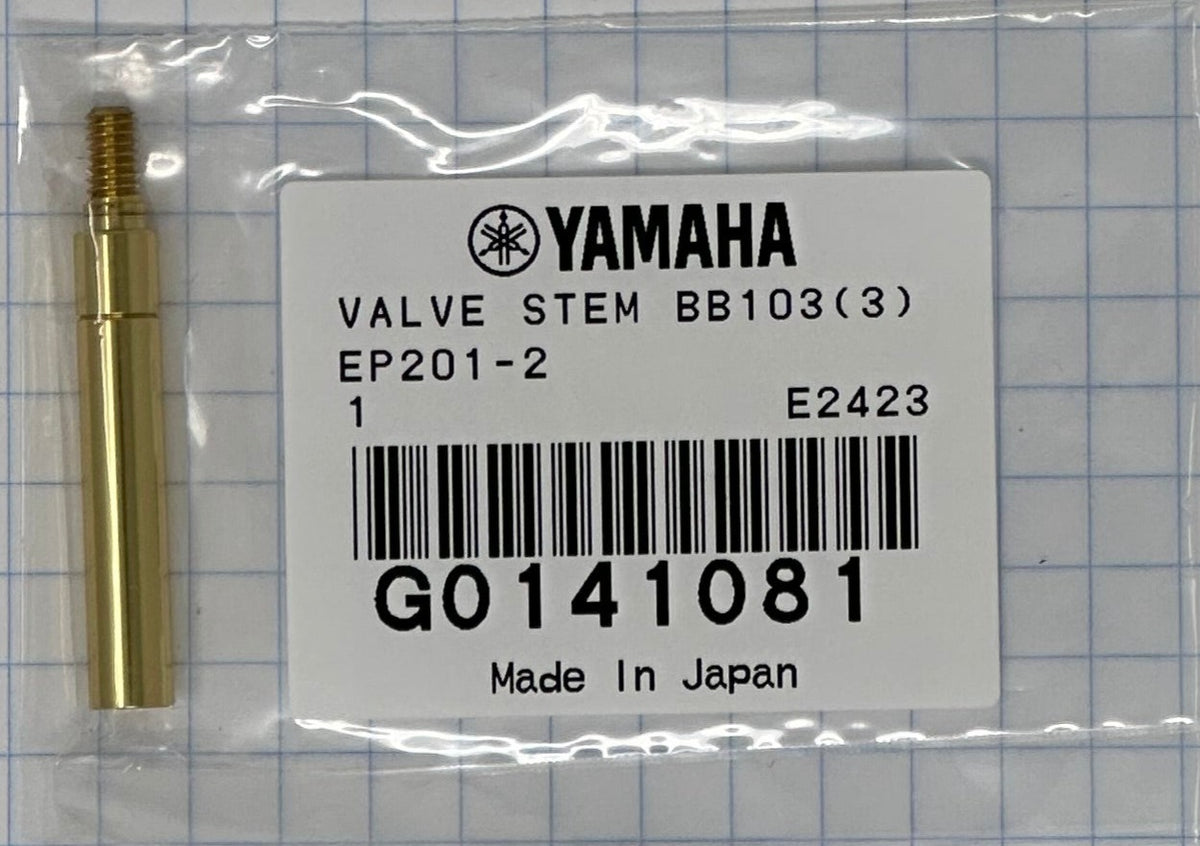 YAMAHA
VALVE STEM BB103(3)
EP201-2
1 E2423
G0141081
Made In Japan